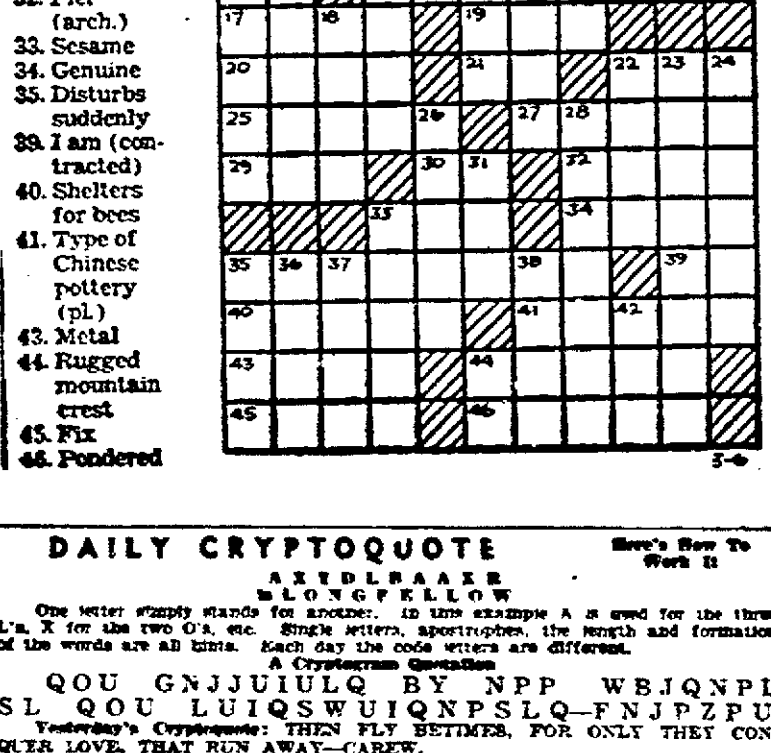 (arch.)
33. Sesame
34. Genuine
35. Disturbs
suddenly
39. I am (con-
tracted)
40. Shelters
for bees
41. Type of
Chinese
pottery
(pl.)
43. Metal
44. Rugged
mountain
crest
45. Fix
46. Pondered
17 18 19
20 21 22 23 24
25 26 27 28
29 30 31 32
33 34
35 36 37 38 39
40 41 42
43 44
45 46
DAILY CRYPTOQUOTE
Here's How To
Work It
AXYDLBAAXR
is LONGFELLOW
One letter simply stands for another. In this example A is used for the three
L's, X for the two O's, etc. Single letters, apostrophes, the length and formation
of the words are all hints. Each day the code letters are different.
A Cryptogram Quotation
QOU GNJJUIULQ BY NPP WBJQNPL
SL QOU LUIQSWUIQNPSLQ—FNJPZPU
Yesterday's Cryptoquote: THEN FLY BETIMES, FOR ONLY THEY CON-
QUER LOVE, THAT RUN AWAY—CAREW.